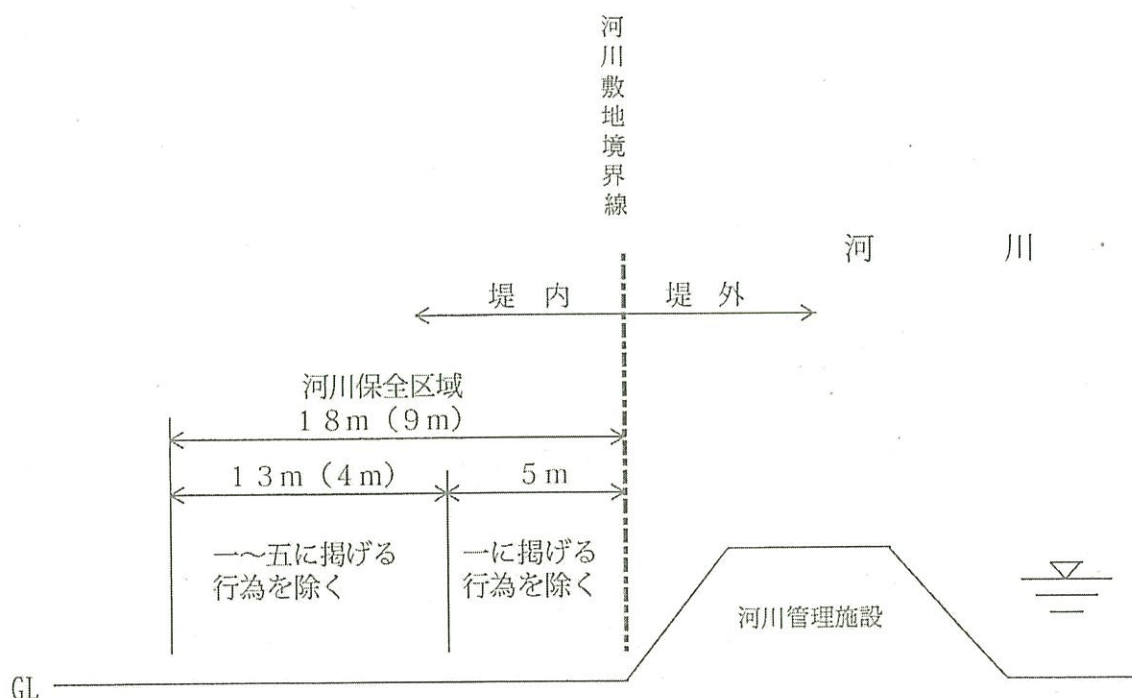 河川敷地境界線
河　川
堤 内
堤 外
河川保全区域
１８ｍ（９ｍ）
１３ｍ（４ｍ）
５ｍ
一～五に掲げる
行為を除く
一に掲げる
行為を除く
河川管理施設
GL